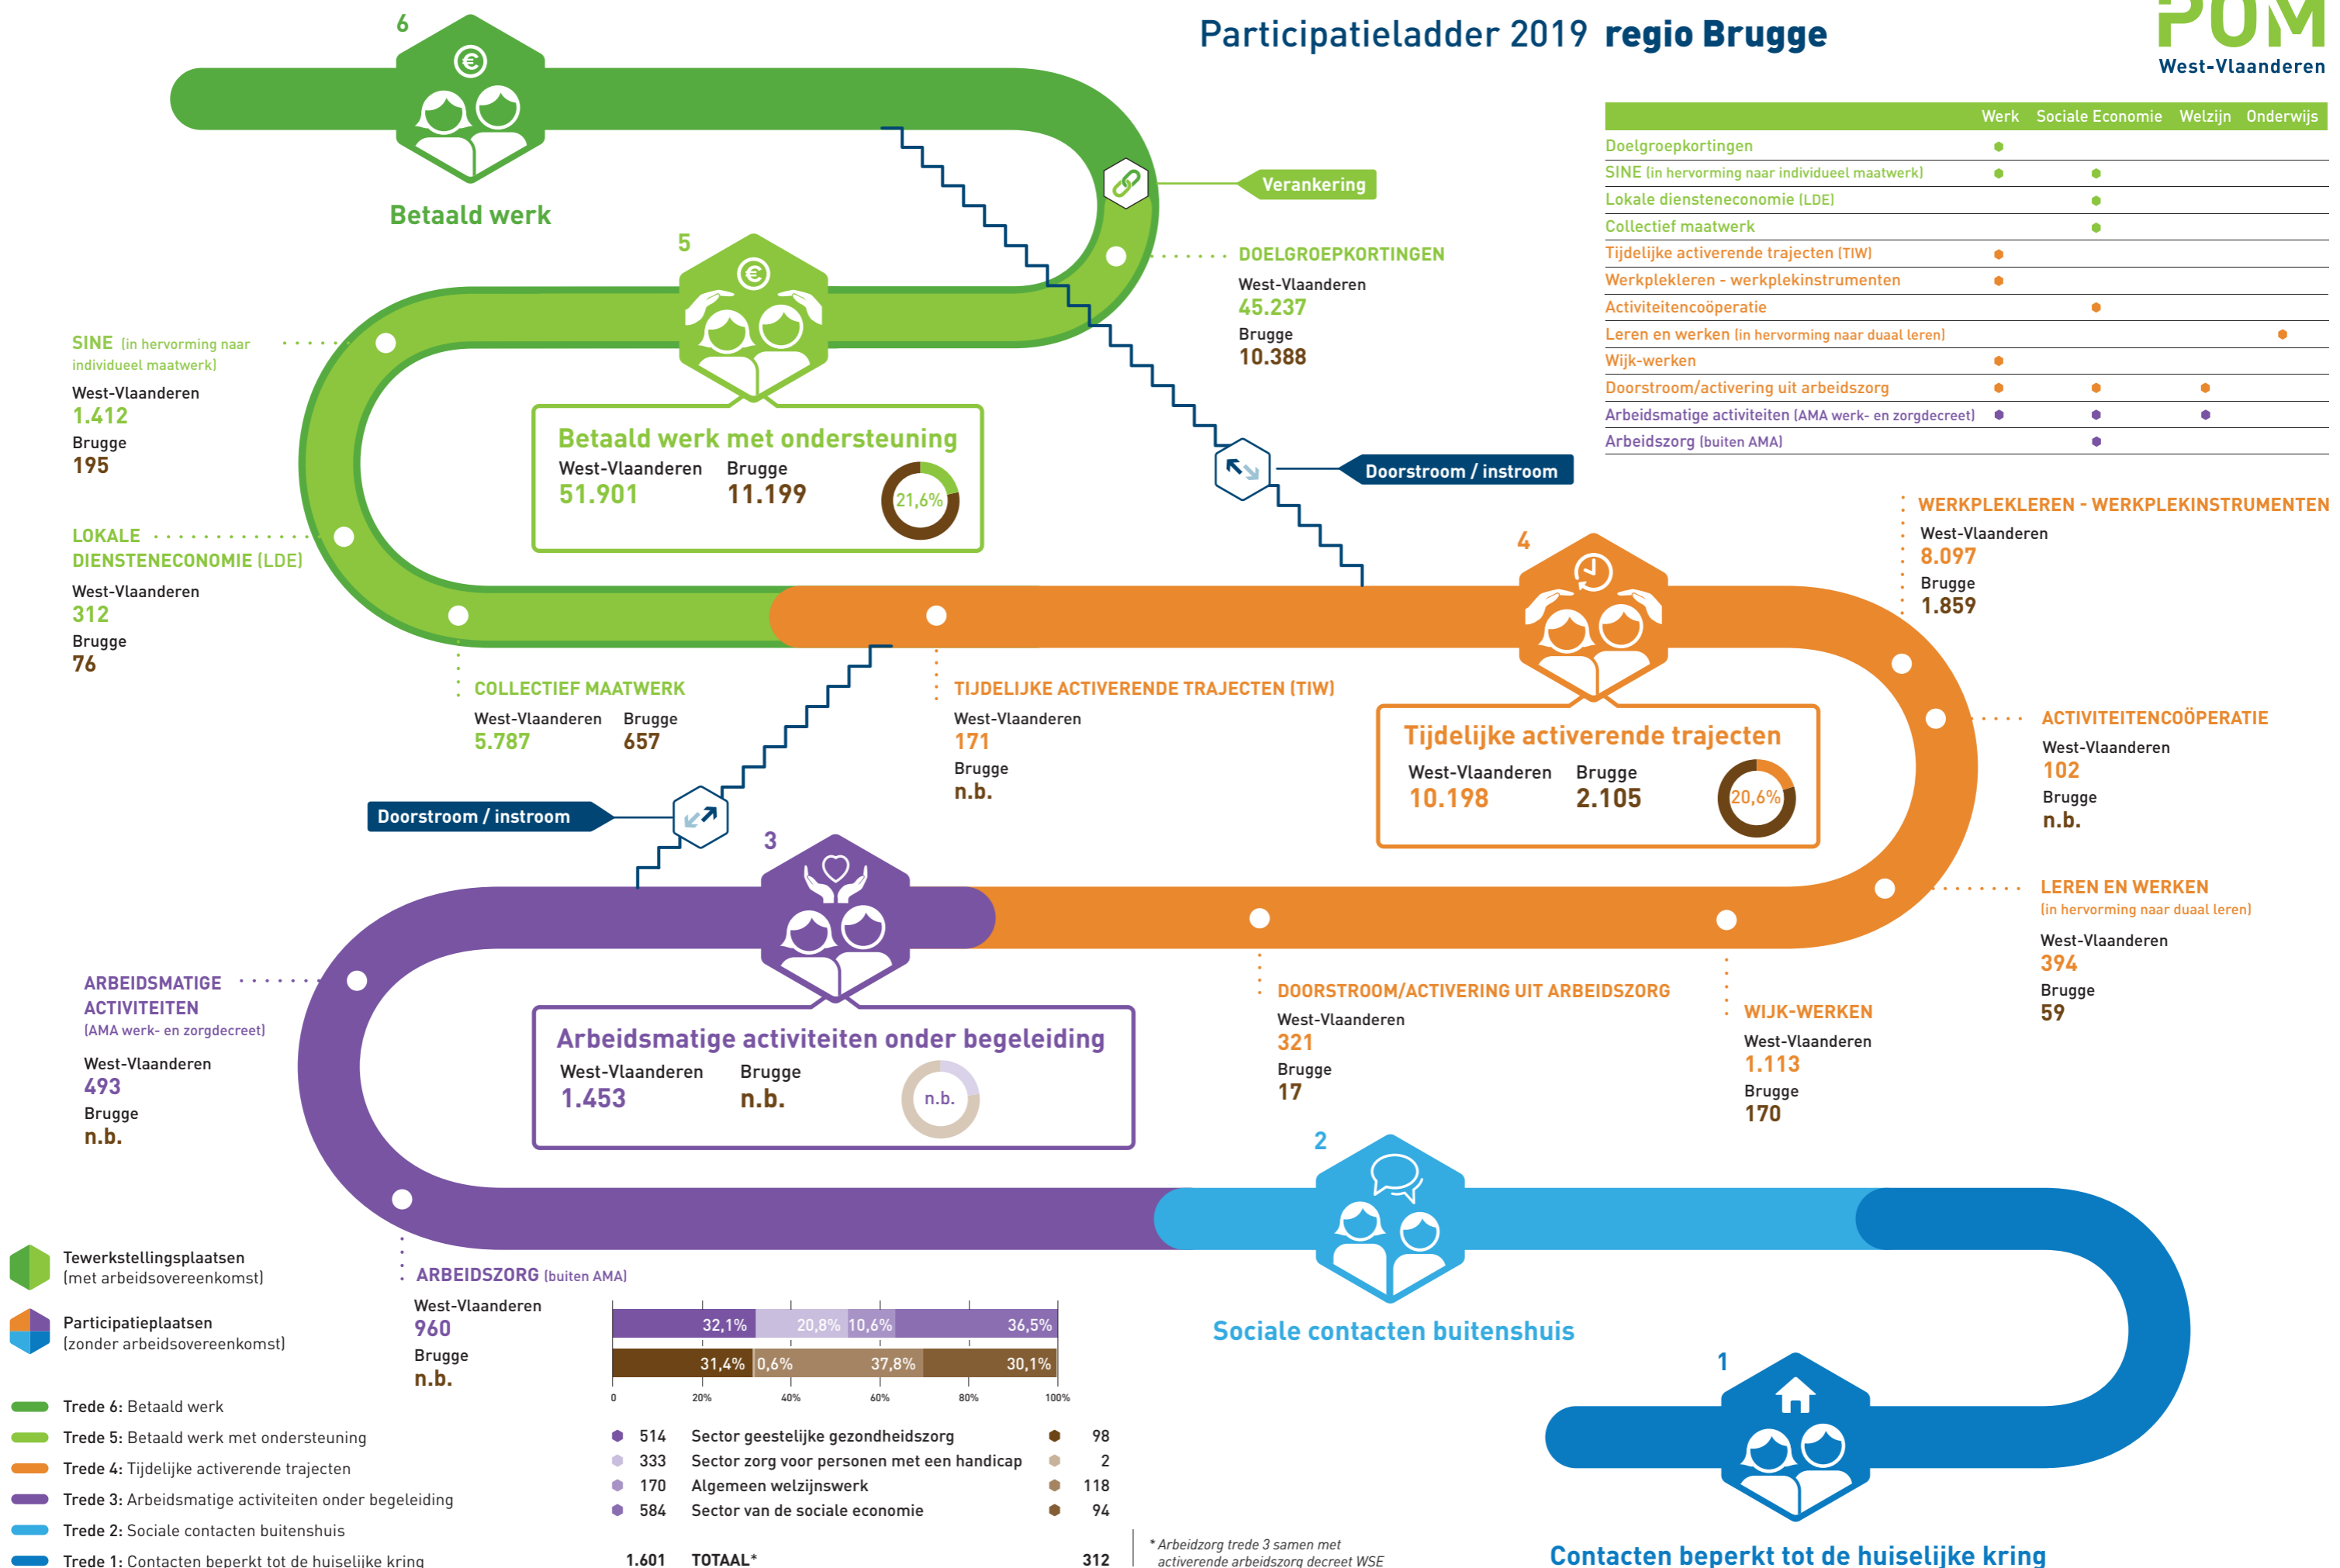 Participatieladder 2019 regio Brugge
POM
West-Vlaanderen
6
Betaald werk
Verankering
DOELGROEPKORTINGEN
West-Vlaanderen
45.237
Brugge
10.388
Werk Sociale Economie Welzijn Onderwijs
Doelgroepkortingen
SINE (in hervorming naar individueel maatwerk)
Lokale diensteneconomie (LDE)
Collectief maatwerk
Tijdelijke activerende trajecten (TIW)
Werkplekleren - werkplekinstrumenten
Activiteitencoöperatie
Leren en werken (in hervorming naar duaal leren)
Wijk-werken
Doorstroom/activering uit arbeidszorg
Arbeidsmatige activiteiten (AMA werk- en zorgdecreet)
Arbeidszorg (buiten AMA)
5
SINE (in hervorming naar
individueel maatwerk)
West-Vlaanderen
1.412
Brugge
195
Betaald werk met ondersteuning
West-Vlaanderen Brugge
51.901 11.199
21,6%
Doorstroom / instroom
LOKALE
DIENSTENECONOMIE (LDE)
West-Vlaanderen
312
Brugge
76
COLLECTIEF MAATWERK
West-Vlaanderen Brugge
5.787 657
TIJDELIJKE ACTIVERENDE TRAJECTEN (TIW)
West-Vlaanderen
171
Brugge
n.b.
4
Tijdelijke activerende trajecten
West-Vlaanderen Brugge
10.198 2.105
20,6%
WERKPLEKLEREN - WERKPLEKINSTRUMENTEN
West-Vlaanderen
8.097
Brugge
1.859
ACTIVITEITENCOÖPERATIE
West-Vlaanderen
102
Brugge
n.b.
LEREN EN WERKEN
(in hervorming naar duaal leren)
West-Vlaanderen
394
Brugge
59
Doorstroom / instroom
3
Arbeidsmatige activiteiten onder begeleiding
West-Vlaanderen Brugge
1.453 n.b.
n.b.
DOORSTROOM/ACTIVERING UIT ARBEIDSZORG
West-Vlaanderen
321
Brugge
17
WIJK-WERKEN
West-Vlaanderen
1.113
Brugge
170
ARBEIDSMATIGE
ACTIVITEITEN
(AMA werk- en zorgdecreet)
West-Vlaanderen
493
Brugge
n.b.
2
Sociale contacten buitenshuis
1
Contacten beperkt tot de huiselijke kring
ARBEIDSZORG (buiten AMA)
West-Vlaanderen
960
Brugge
n.b.
32,1% 20,8% 10,6% 36,5%
31,4% 0,6% 37,8% 30,1%
0 20% 40% 60% 80% 100%
514 Sector geestelijke gezondheidszorg 98
333 Sector zorg voor personen met een handicap 2
170 Algemeen welzijnswerk 118
584 Sector van de sociale economie 94
1.601 TOTAAL* 312
* Arbeidzorg trede 3 samen met
activerende arbeidszorg decreet WSE
Tewerkstellingsplaatsen
(met arbeidsovereenkomst)
Participatieplaatsen
(zonder arbeidsovereenkomst)
Trede 6: Betaald werk
Trede 5: Betaald werk met ondersteuning
Trede 4: Tijdelijke activerende trajecten
Trede 3: Arbeidsmatige activiteiten onder begeleiding
Trede 2: Sociale contacten buitenshuis
Trede 1: Contacten beperkt tot de huiselijke kring